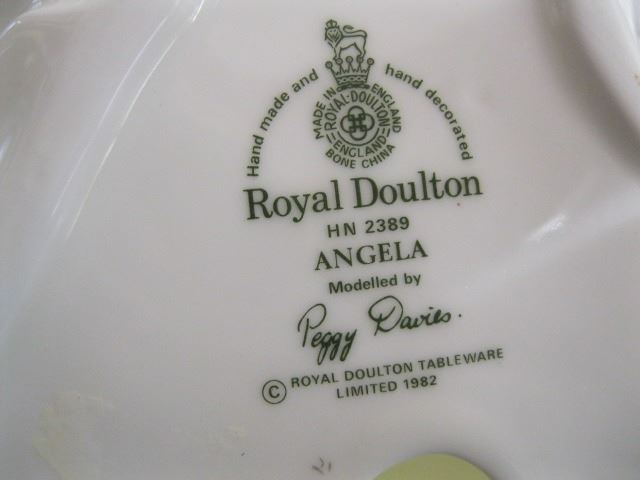 Hand made and hand decorated
MADE IN ENGLAND
ROYAL·DOULTON
ENGLAND
BONE CHINA
Royal Doulton
HN 2389
ANGELA
Modelled by
Peggy Davies.
© ROYAL DOULTON TABLEWARE
LIMITED 1982